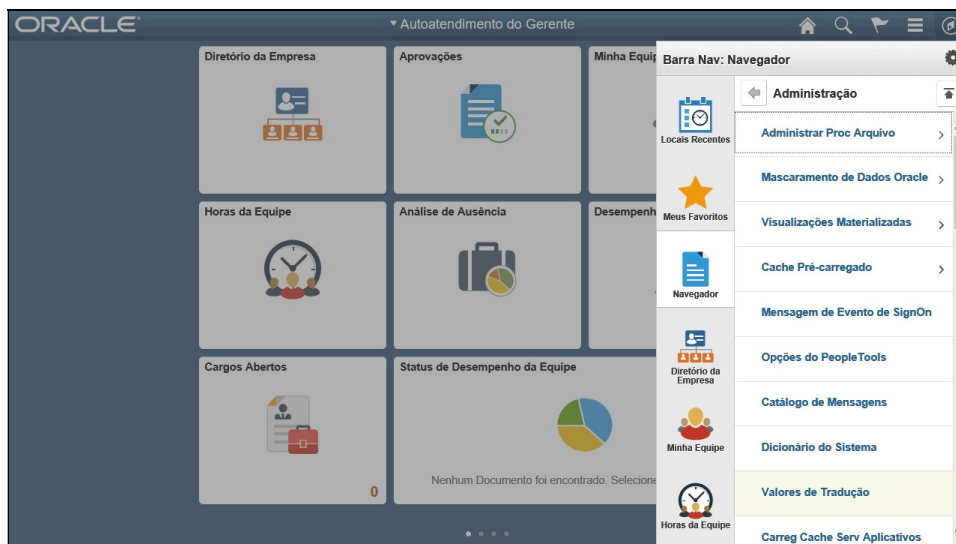 ORACLE
Autoatendimento do Gerente
Diretório da Empresa
Aprovações
Minha Equip
Horas da Equipe
Análise de Ausência
Desempenh
Cargos Abertos
0
Status de Desempenho da Equipe
Nenhum Documento foi encontrado. Selecione
Barra Nav: Navegador
Locais Recentes
Meus Favoritos
Navegador
Diretório da
Empresa
Minha Equipe
Horas da Equipe
Administração
Administrar Proc Arquivo
Mascaramento de Dados Oracle
Visualizações Materializadas
Cache Pré-carregado
Mensagem de Evento de SignOn
Opções do PeopleTools
Catálogo de Mensagens
Dicionário do Sistema
Valores de Tradução
Carreg Cache Serv Aplicativos